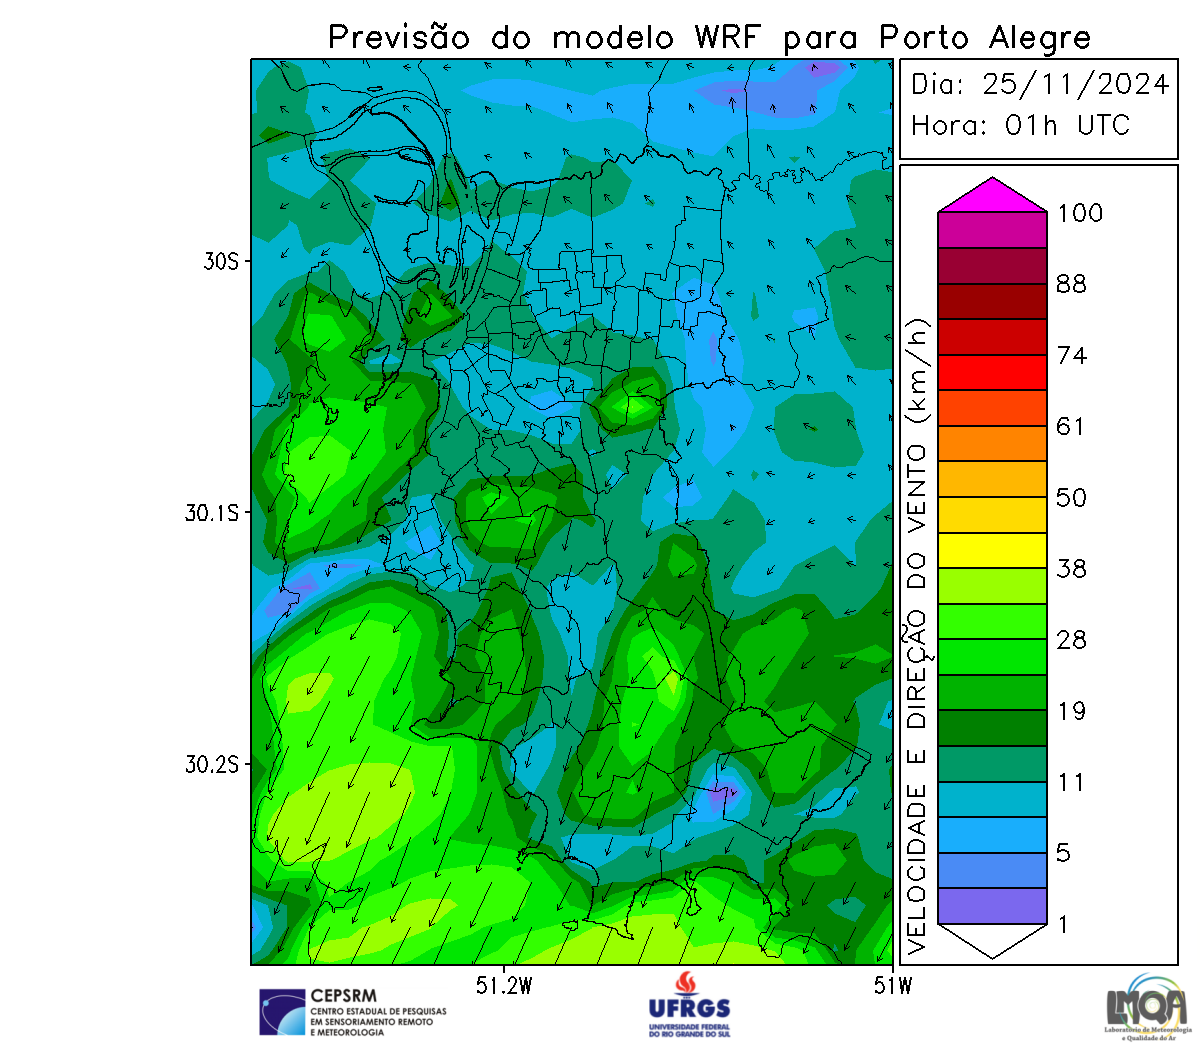 Previsão do modelo WRF para Porto Alegre
Dia: 25/11/2024
Hora: 01h UTC
30S
30.1S
30.2S
51.2W
51W
VELOCIDADE E DIREÇÃO DO VENTO (km/h)
100
88
74
61
50
38
28
19
11
5
1
CEPSRM
CENTRO ESTADUAL DE PESQUISAS
EM SENSORIAMENTO REMOTO
E METEOROLOGIA
UFRGS
UNIVERSIDADE FEDERAL
DO RIO GRANDE DO SUL
LMQA
Laboratório de Meteorologia
e Qualidade do Ar